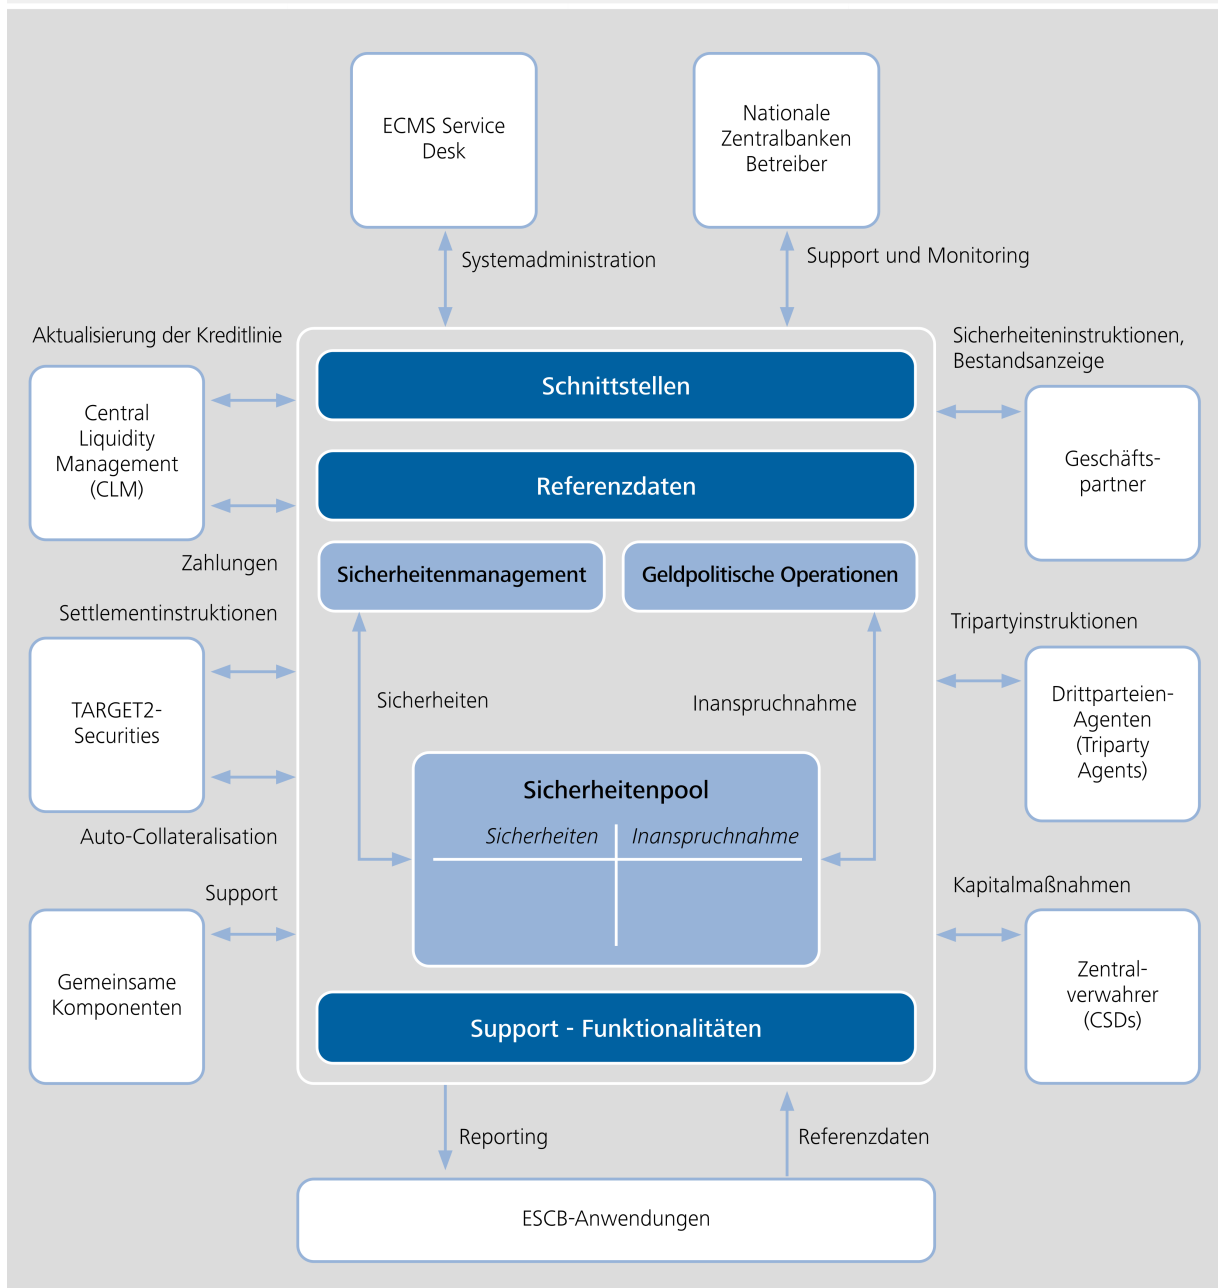 ECMS Service
Desk
Nationale
Zentralbanken
Betreiber
Systemadministration
Support und Monitoring
Aktualisierung der Kreditlinie
Central
Liquidity
Management
(CLM)
Zahlungen
Settlementinstruktionen
TARGET2-
Securities
Auto-Collateralisation
Support
Gemeinsame
Komponenten
Schnittstellen
Referenzdaten
Sicherheitenmanagement
Geldpolitische Operationen
Sicherheiten
Inanspruchnahme
Sicherheitenpool
Sicherheiten
Inanspruchnahme
Support - Funktionalitäten
Sicherheiteninstruktionen,
Bestandsanzeige
Geschäfts-
partner
Tripartyinstruktionen
Drittparteien-
Agenten
(Triparty
Agents)
Kapitalmaßnahmen
Zentral-
verwahrer
(CSDs)
Reporting
Referenzdaten
ESCB-Anwendungen